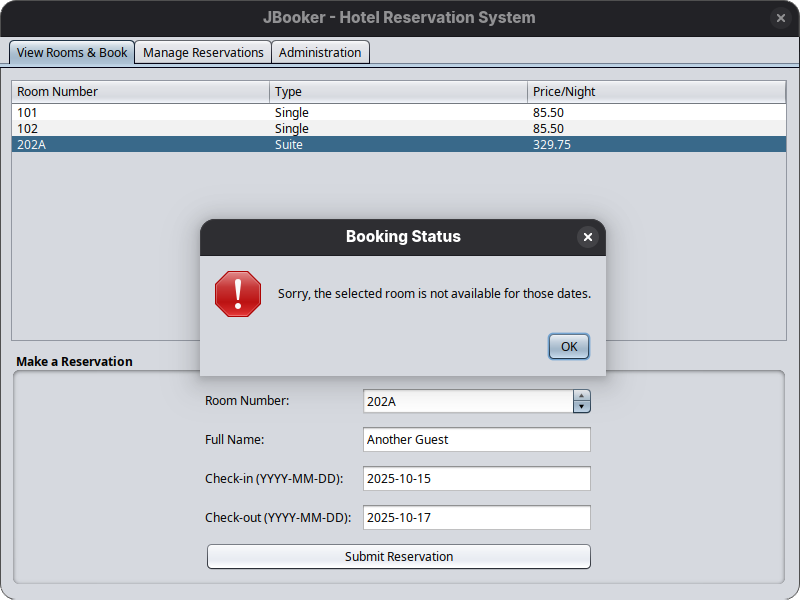 JBooker - Hotel Reservation System
View Rooms & Book Manage Reservations Administration
Room Number Type Price/Night
101 Single 85.50
102 Single 85.50
202A Suite 329.75
Booking Status
Sorry, the selected room is not available for those dates.
OK
Make a Reservation
Room Number: 202A
Full Name: Another Guest
Check-in (YYYY-MM-DD): 2025-10-15
Check-out (YYYY-MM-DD): 2025-10-17
Submit Reservation